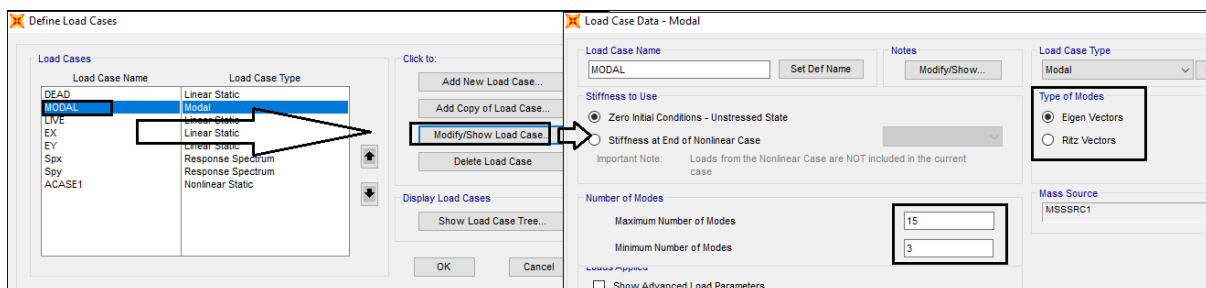 Define Load Cases
Load Cases
Load Case Name Load Case Type
DEAD Linear Static
MODAL Modal
LIVE Linear Static
EX Linear Static
EY Linear Static
Spx Response Spectrum
Spy Response Spectrum
ACASE1 Nonlinear Static
Click to:
Add New Load Case...
Add Copy of Load Case...
Modify/Show Load Case...
Delete Load Case
Display Load Cases
Show Load Case Tree...
OK Cancel
Load Case Data - Modal
Load Case Name
MODAL Set Def Name
Notes
Modify/Show...
Load Case Type
Modal
Stiffness to Use
Zero Initial Conditions - Unstressed State
Stiffness at End of Nonlinear Case
Important Note: Loads from the Nonlinear Case are NOT included in the current
case
Type of Modes
Eigen Vectors
Ritz Vectors
Number of Modes
Maximum Number of Modes 15
Minimum Number of Modes 3
Mass Source
MSSSRC1
Loads Applied
Show Advanced Load Parameters